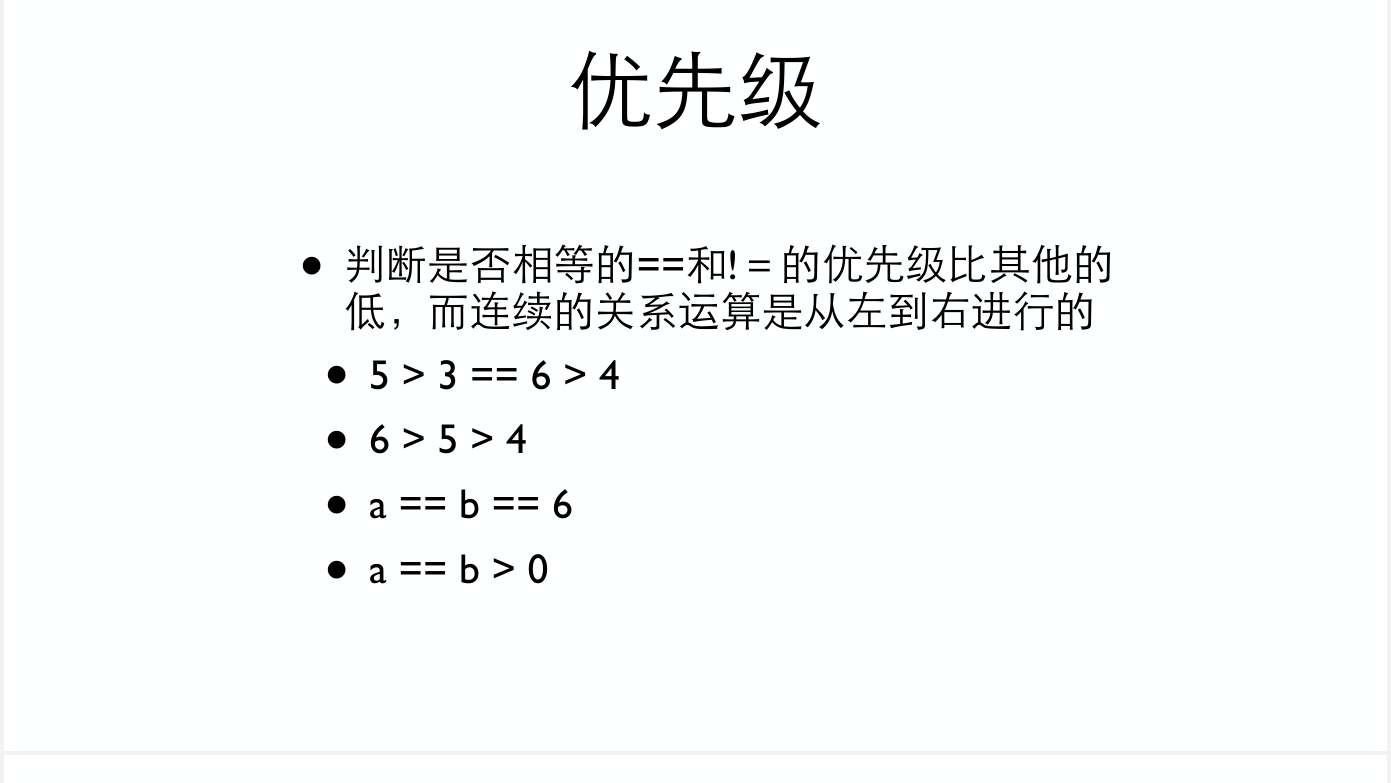 优先级
• 判断是否相等的==和! = 的优先级比其他的
低，而连续的关系运算是从左到右进行的
• 5 > 3 == 6 > 4
• 6 > 5 > 4
• a == b == 6
• a == b > 0